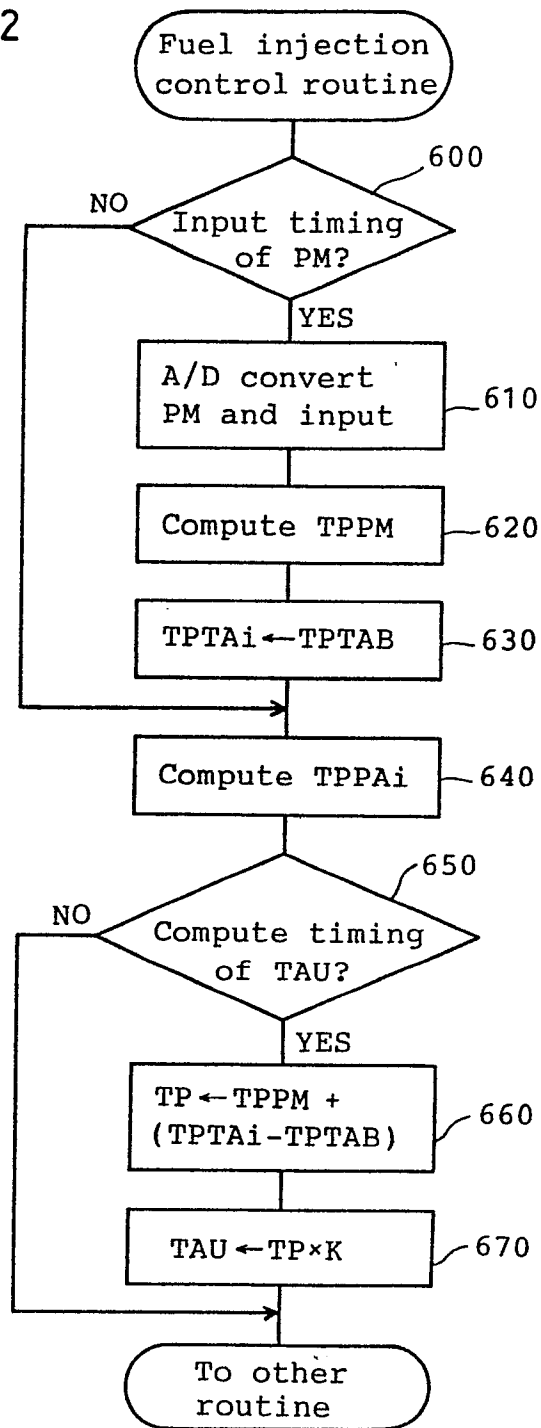 2
Fuel injection
control routine
600
NO
Input timing
of PM?
YES
A/D convert
PM and input
610
Compute TPPM
620
TPTAi←TPTAB
630
Compute TPPAi
640
650
NO
Compute timing
of TAU?
YES
TP←TPPM +
(TPTAi-TPTAB)
660
TAU←TP×K
670
To other
routine